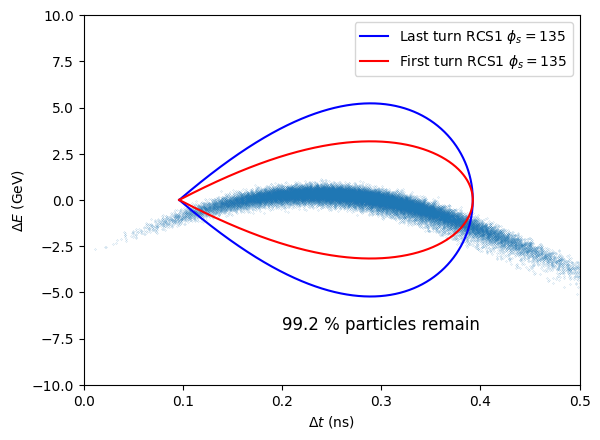 10.0
7.5
5.0
2.5
0.0
−2.5
−5.0
−7.5
−10.0
ΔE (GeV)
Last turn RCS1 ϕs = 135
First turn RCS1 ϕs = 135
99.2 % particles remain
0.0 0.1 0.2 0.3 0.4 0.5
Δt (ns)